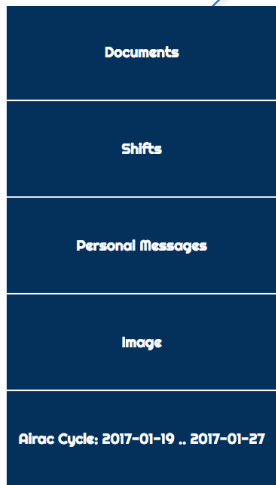 Documents
Shifts
Personal Messages
Image
Airac Cycle: 2017-01-19 .. 2017-01-27